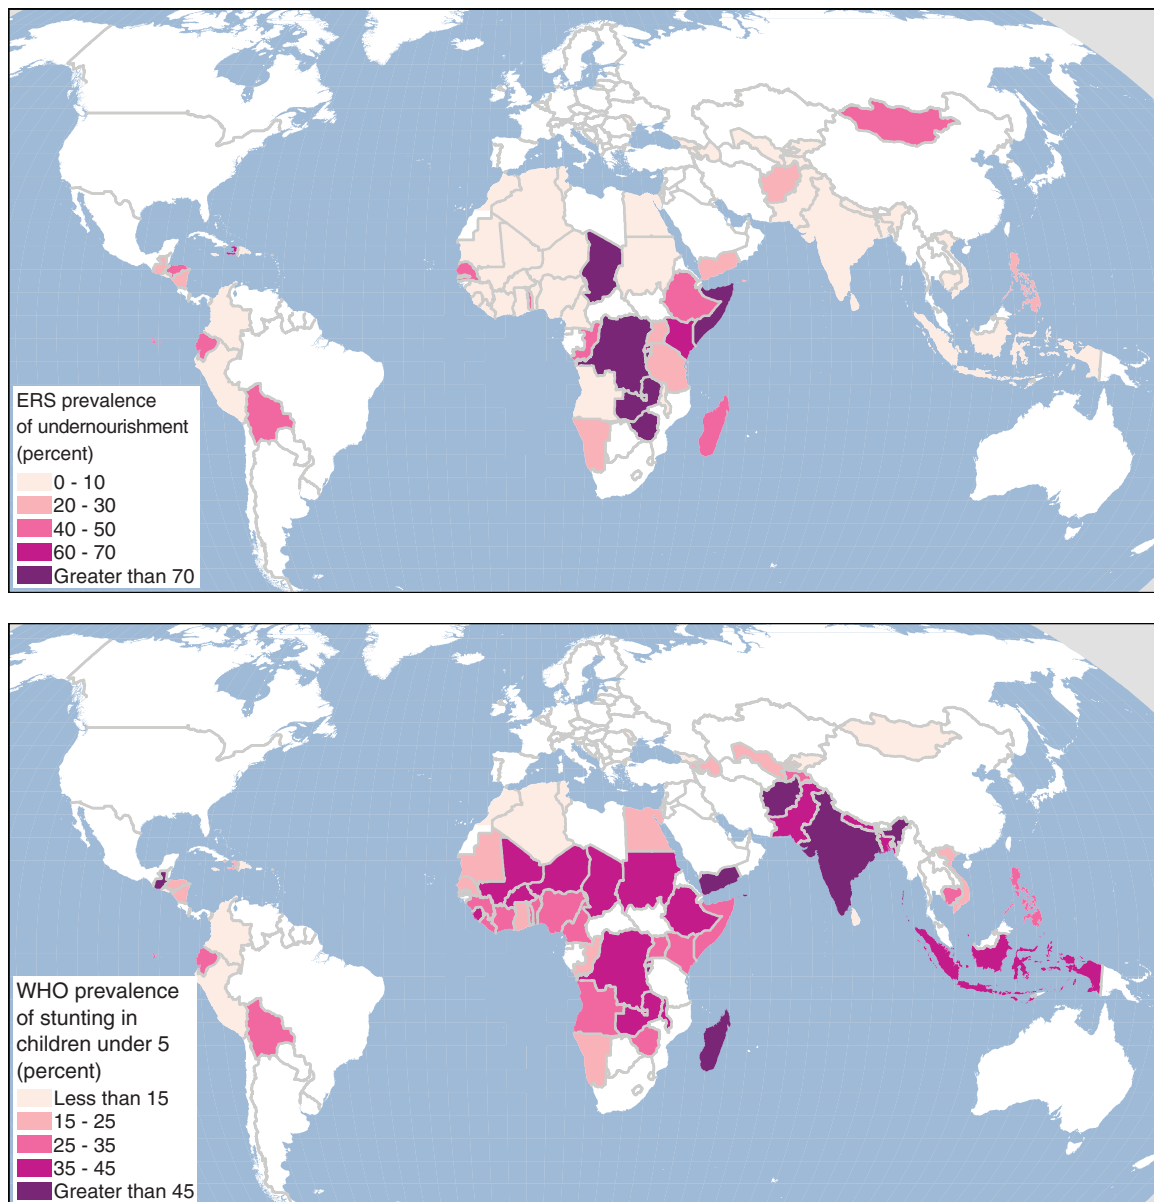 ERS prevalence
of undernourishment
(percent)
0 - 10
20 - 30
40 - 50
60 - 70
Greater than 70
WHO prevalence
of stunting in
children under 5
(percent)
Less than 15
15 - 25
25 - 35
35 - 45
Greater than 45